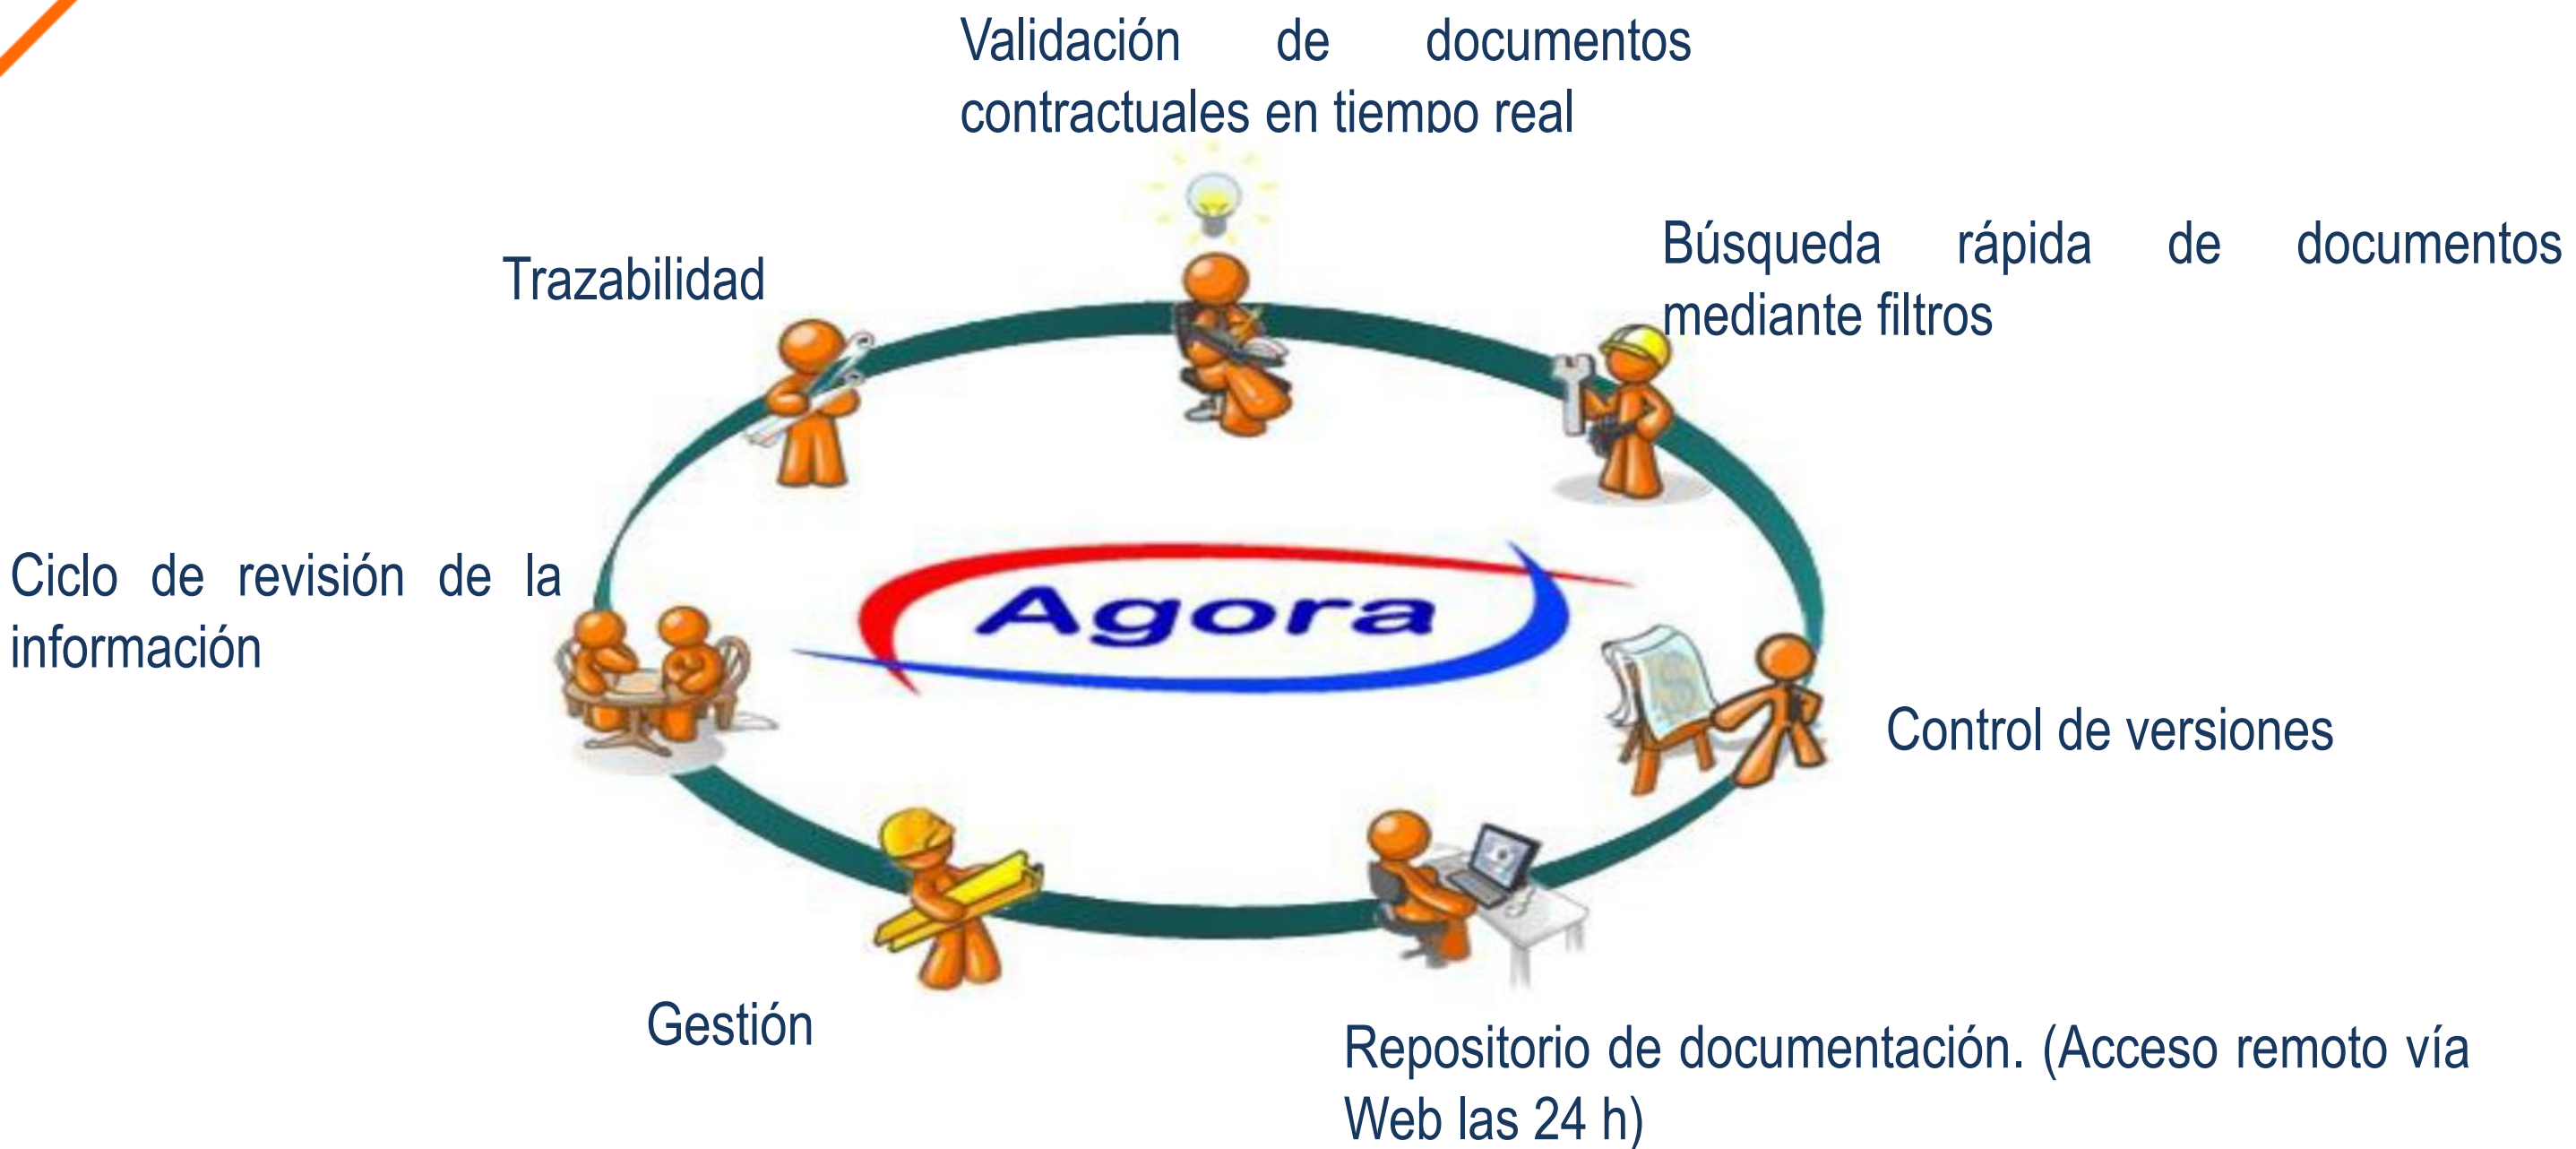 Validación de documentos
contractuales en tiempo real
Búsqueda rápida de documentos
mediante filtros
Trazabilidad
Ciclo de revisión de la
información
Agora
Control de versiones
Gestión
Repositorio de documentación. (Acceso remoto vía
Web las 24 h)